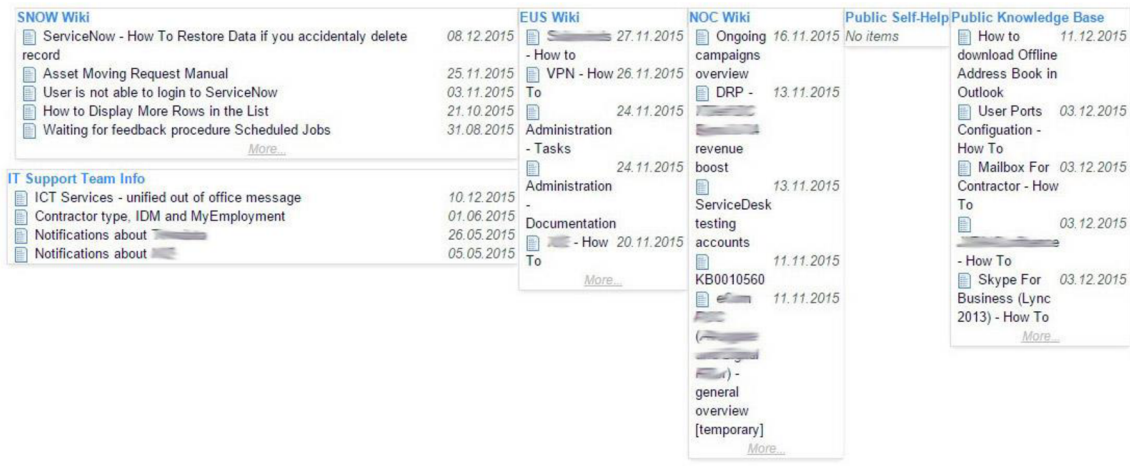 SNOW Wiki
ServiceNow - How To Restore Data if you accidentaly delete 08.12.2015
record
Asset Moving Request Manual 25.11.2015
User is not able to login to ServiceNow 03.11.2015
How to Display More Rows in the List 21.10.2015
Waiting for feedback procedure Scheduled Jobs 31.08.2015
More...
IT Support Team Info
ICT Services - unified out of office message 10.12.2015
Contractor type, IDM and MyEmployment 01.06.2015
Notifications about 26.05.2015
Notifications about 05.05.2015
EUS Wiki
27.11.2015
- How to
VPN - How 26.11.2015
To
24.11.2015
Administration
- Tasks
24.11.2015
Administration
-
Documentation
- How 20.11.2015
To
More...
NOC Wiki
Ongoing 16.11.2015
campaigns
overview
DRP - 13.11.2015
revenue
boost
13.11.2015
ServiceDesk
testing
accounts
11.11.2015
KB0010560
11.11.2015
(
) -
general
overview
[temporary]
More...
Public Self-Help
No items
Public Knowledge Base
How to 11.12.2015
download Offline
Address Book in
Outlook
User Ports 03.12.2015
Configuation -
How To
Mailbox For 03.12.2015
Contractor - How
To
03.12.2015
- How To
Skype For 03.12.2015
Business (Lync
2013) - How To
More...